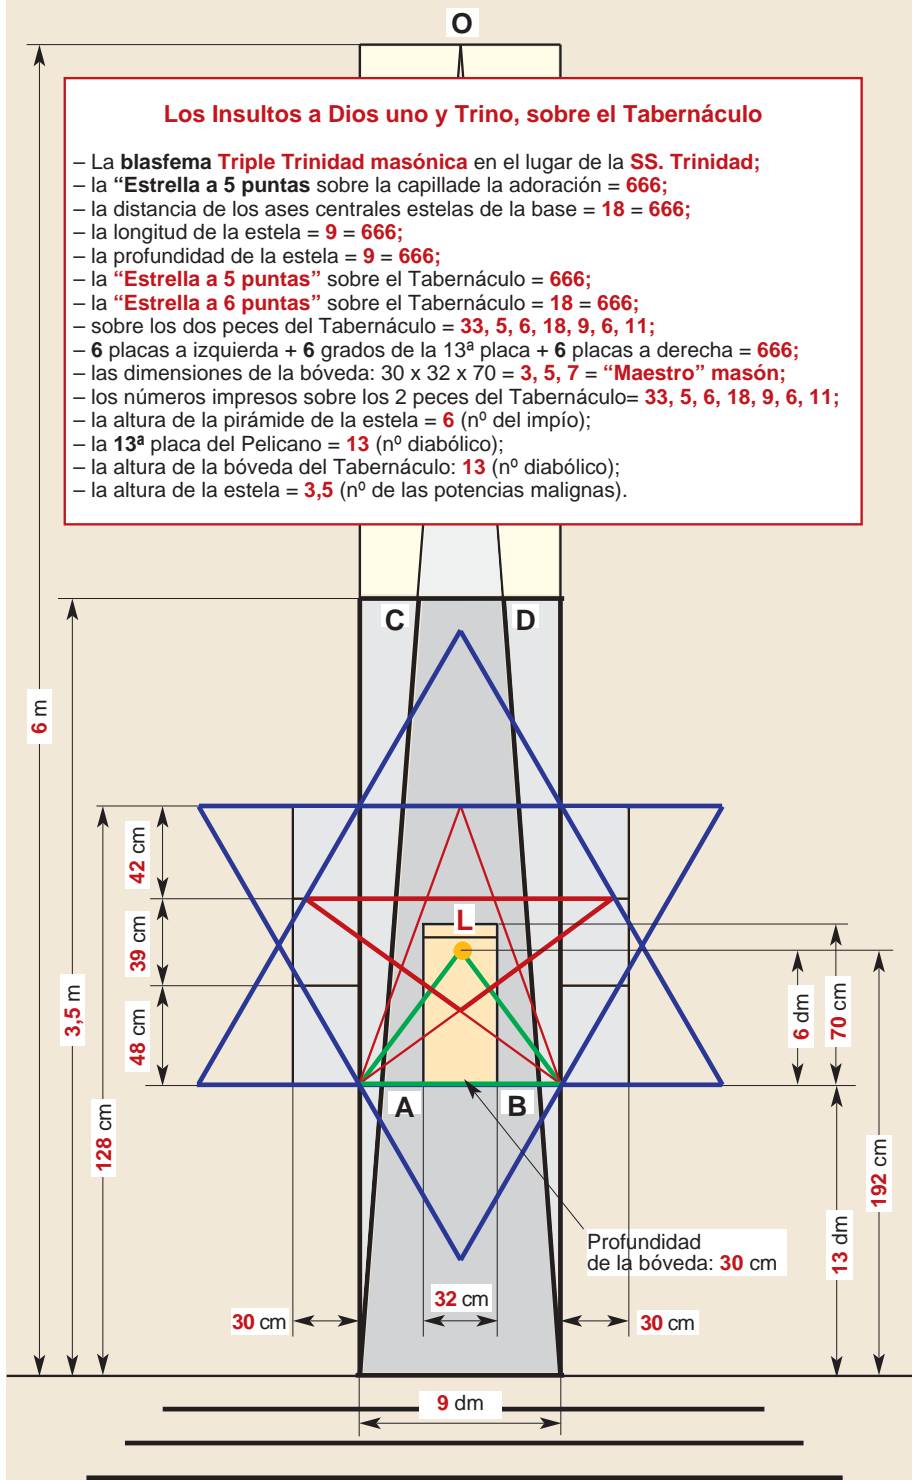 O
Los Insultos a Dios uno y Trino, sobre el Tabernáculo
– La blasfema Triple Trinidad masónica en el lugar de la SS. Trinidad;
– la “Estrella a 5 puntas sobre la capillade la adoración = 666;
– la distancia de los ases centrales estelas de la base = 18 = 666;
– la longitud de la estela = 9 = 666;
– la profundidad de la estela = 9 = 666;
– la “Estrella a 5 puntas” sobre el Tabernáculo = 666;
– la “Estrella a 6 puntas” sobre el Tabernáculo = 18 = 666;
– sobre los dos peces del Tabernáculo = 33, 5, 6, 18, 9, 6, 11;
– 6 placas a izquierda + 6 grados de la 13ª placa + 6 placas a derecha = 666;
– las dimensiones de la bóveda: 30 x 32 x 70 = 3, 5, 7 = “Maestro” masón;
– los números impresos sobre los 2 peces del Tabernáculo= 33, 5, 6, 18, 9, 6, 11;
– la altura de la pirámide de la estela = 6 (nº del impío);
– la 13ª placa del Pelicano = 13 (nº diabólico);
– la altura de la bóveda del Tabernáculo: 13 (nº diabólico);
– la altura de la estela = 3,5 (nº de las potencias malignas).
C
D
6 m
42 cm
L
39 cm
3,5 m
6 dm
70 cm
48 cm
A
B
128 cm
192 cm
13 dm
Profundidad
de la bóveda: 30 cm
32 cm
30 cm
30 cm
9 dm